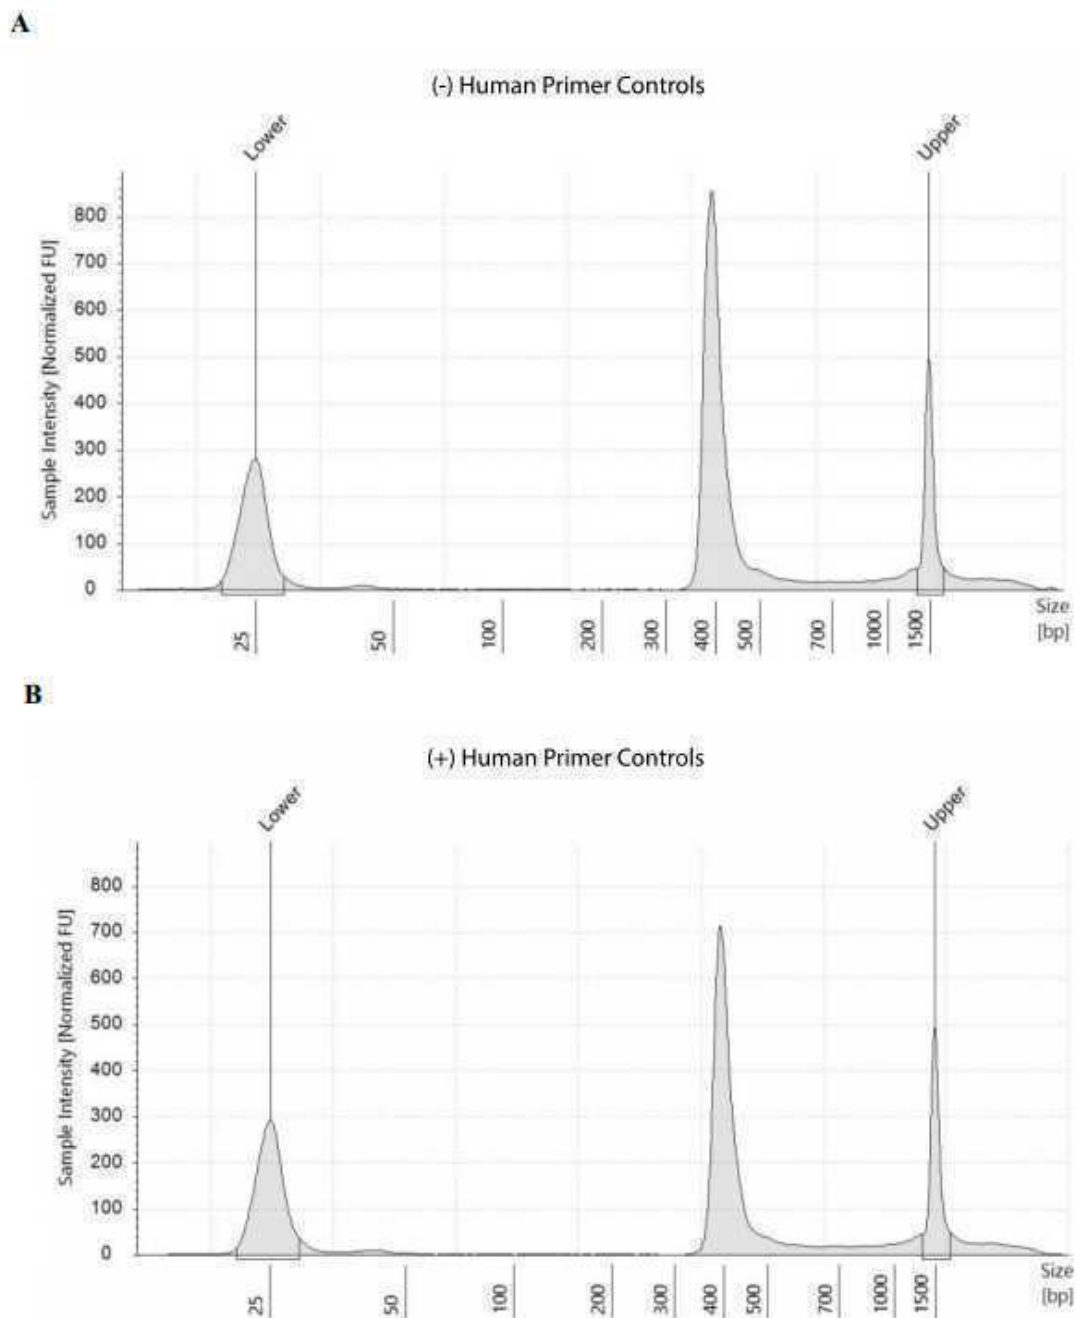 A
(-) Human Primer Controls
Lower
Upper
Sample Intensity [Normalized FU]
800
700
600
500
400
300
200
100
0
25
50
100
200
300
400
500
700
1000
1500
Size
[bp]
B
(+) Human Primer Controls
Lower
Upper
Sample Intensity [Normalized FU]
800
700
600
500
400
300
200
100
0
25
50
100
200
300
400
500
700
1000
1500
Size
[bp]